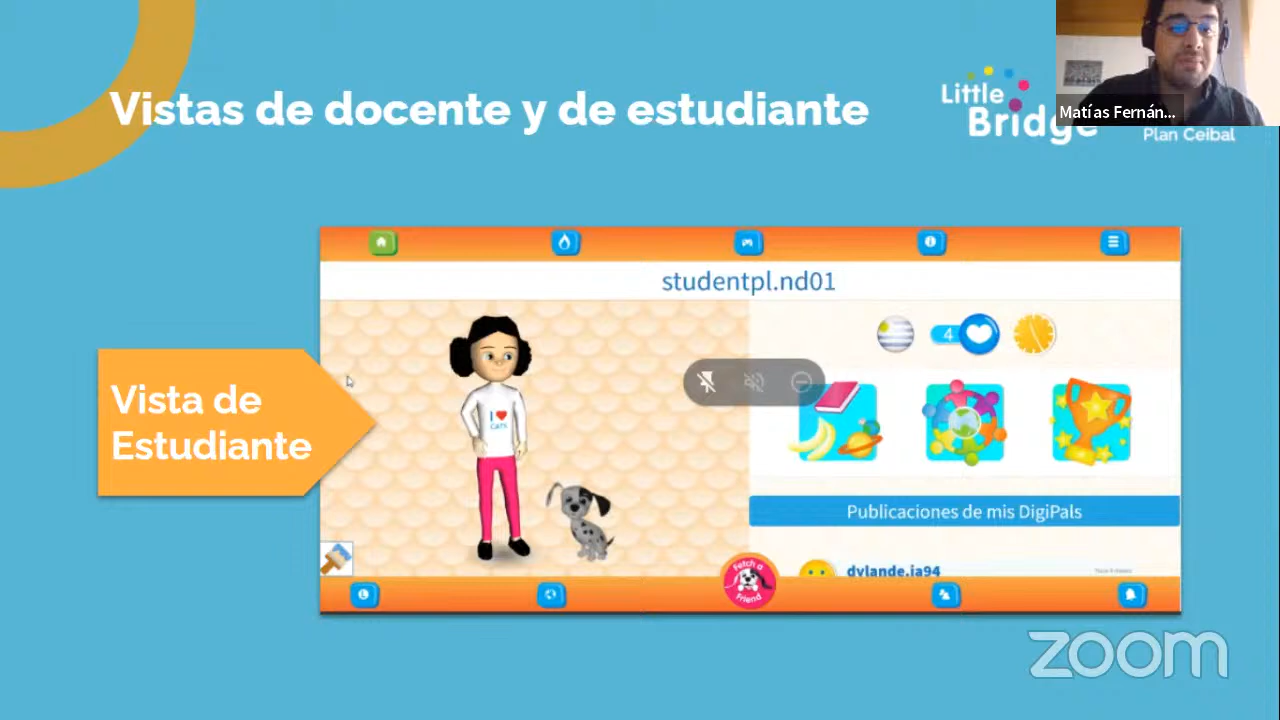 Vistas de docente y de estudiante
Little
Bridge
Matías Fernán...
Plan Ceibal
studentpl.nd01
4
I
CATS
Vista de
Estudiante
Publicaciones de mis DigiPals
Fetch a
Friend
dylande.ia94
zoom